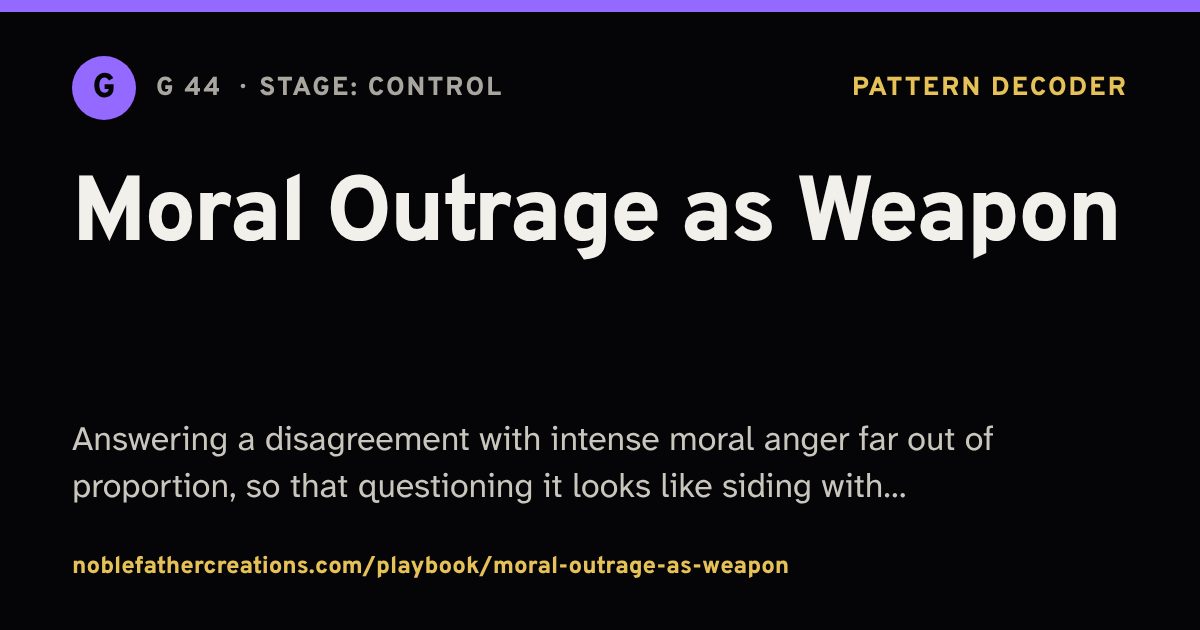 G
G 44 · STAGE: CONTROL
PATTERN DECODER
Moral Outrage as Weapon
Answering a disagreement with intense moral anger far out of
proportion, so that questioning it looks like siding with…
noblefathercreations.com/playbook/moral-outrage-as-weapon